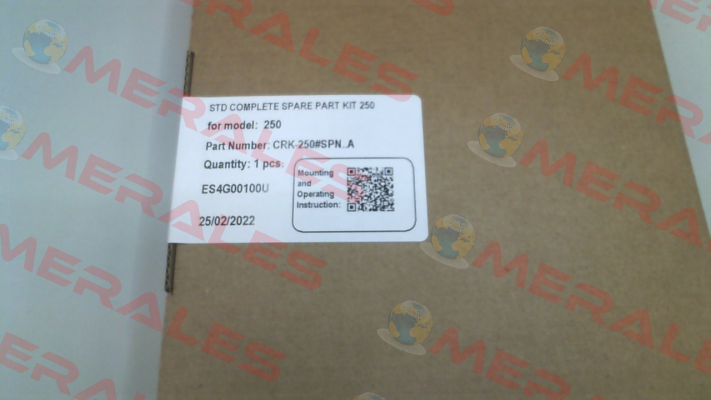 STD COMPLETE SPARE PART KIT 250
for model: 250
Part Number: CRK-250#SPN..A
Quantity: 1 pcs.
ES4G00100U
25/02/2022
Mounting
and
Operating
Instruction:
MERALES
MERALES
MERALES
MERALES
MERALES
MERALES